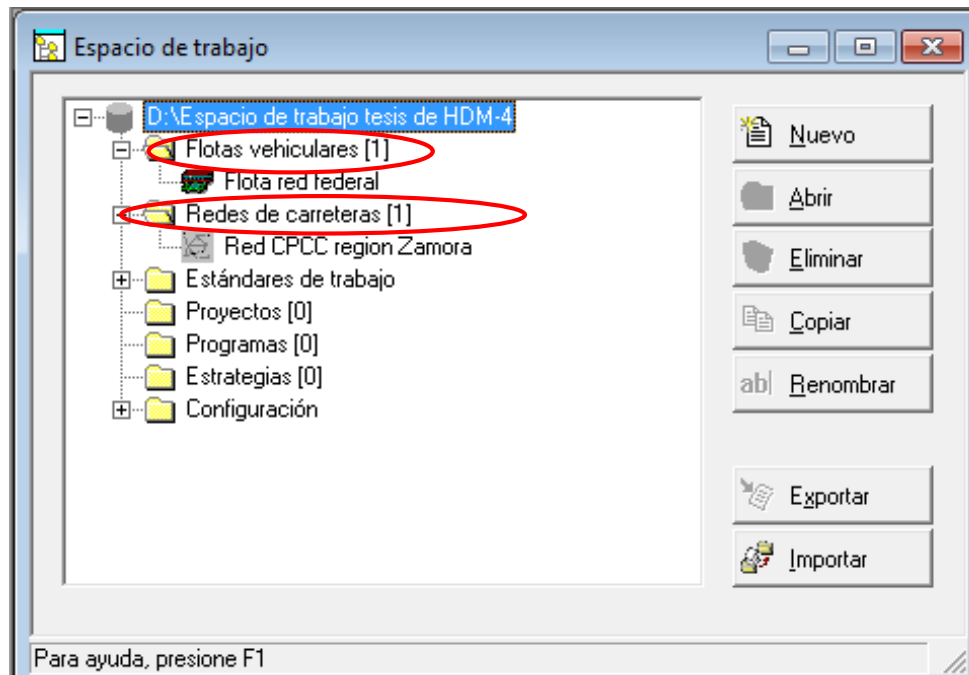 Espacio de trabajo
D:\Espacio de trabajo tesis de HDM-4
Flotas vehiculares [1]
Flota red federal
Redes de carreteras [1]
Red CPCC region Zamora
Estándares de trabajo
Proyectos [0]
Programas [0]
Estrategias [0]
Configuración
Nuevo
Abrir
Eliminar
Copiar
ab Renombrar
Exportar
Importar
Para ayuda, presione F1